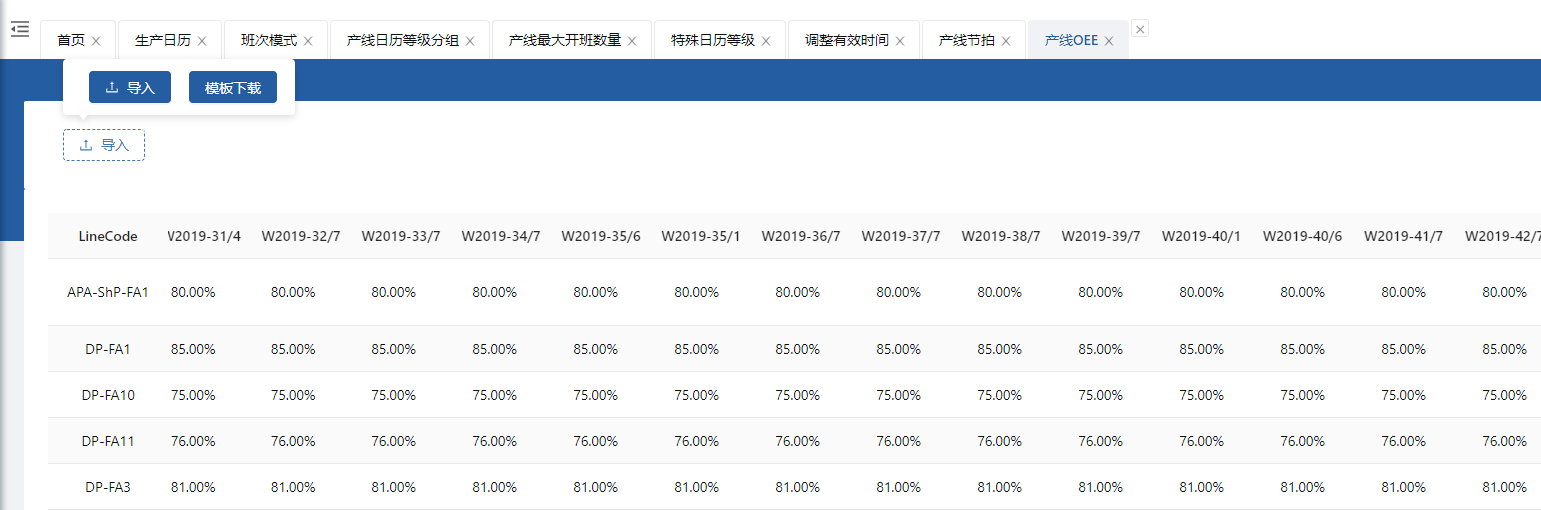 首页 生产日历 班次模式 产线日历等级分组 产线最大开班数量 特殊日历等级 调整有效时间 产线节拍 产线OEE
导入 模板下载
导入
LineCode W2019-31/4 W2019-32/7 W2019-33/7 W2019-34/7 W2019-35/6 W2019-35/1 W2019-36/7 W2019-37/7 W2019-38/7 W2019-39/7 W2019-40/1 W2019-40/6 W2019-41/7 W2019-42/7
APA-ShP-FA1 80.00% 80.00% 80.00% 80.00% 80.00% 80.00% 80.00% 80.00% 80.00% 80.00% 80.00% 80.00% 80.00% 80.00%
DP-FA1 85.00% 85.00% 85.00% 85.00% 85.00% 85.00% 85.00% 85.00% 85.00% 85.00% 85.00% 85.00% 85.00% 85.00%
DP-FA10 75.00% 75.00% 75.00% 75.00% 75.00% 75.00% 75.00% 75.00% 75.00% 75.00% 75.00% 75.00% 75.00% 75.00%
DP-FA11 76.00% 76.00% 76.00% 76.00% 76.00% 76.00% 76.00% 76.00% 76.00% 76.00% 76.00% 76.00% 76.00% 76.00%
DP-FA3 81.00% 81.00% 81.00% 81.00% 81.00% 81.00% 81.00% 81.00% 81.00% 81.00% 81.00% 81.00% 81.00% 81.00%